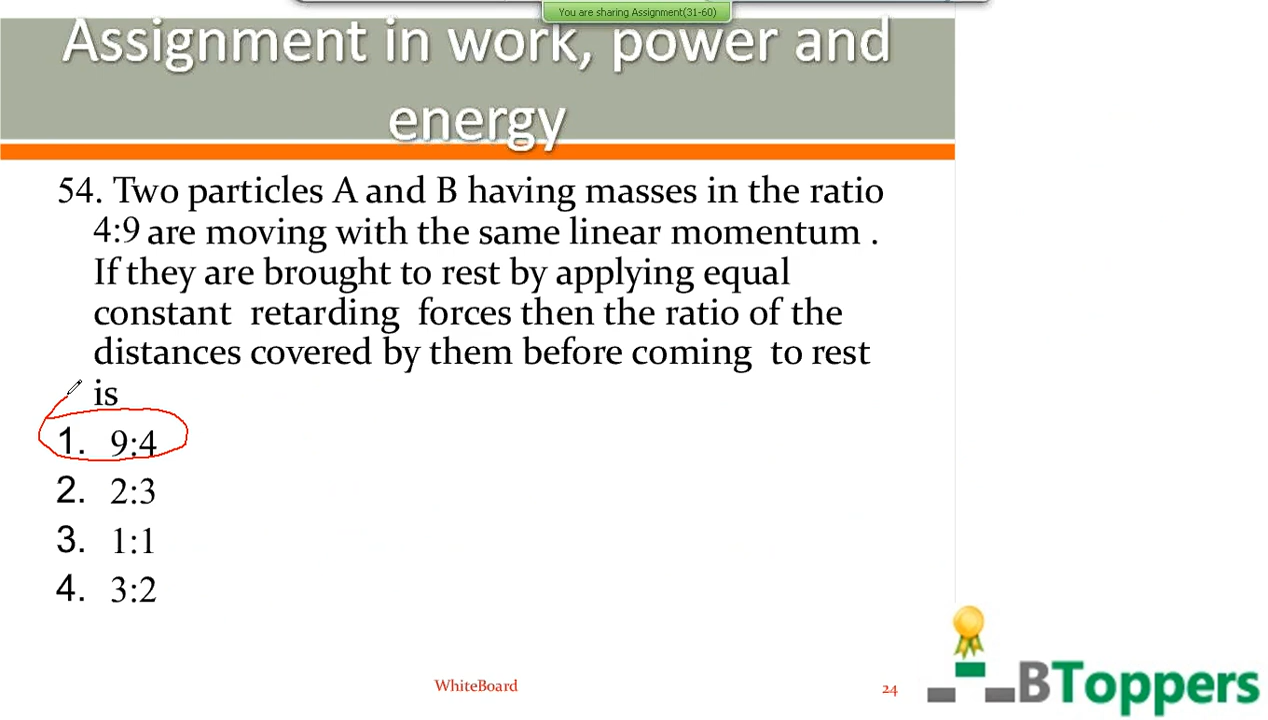 You are sharing Assignment(31-60)
Assignment in work, power and
energy
54. Two particles A and B having masses in the ratio
4:9 are moving with the same linear momentum .
If they are brought to rest by applying equal
constant retarding forces then the ratio of the
distances covered by them before coming to rest
is
1. 9:4
2. 2:3
3. 1:1
4. 3:2
WhiteBoard
24
BToppers